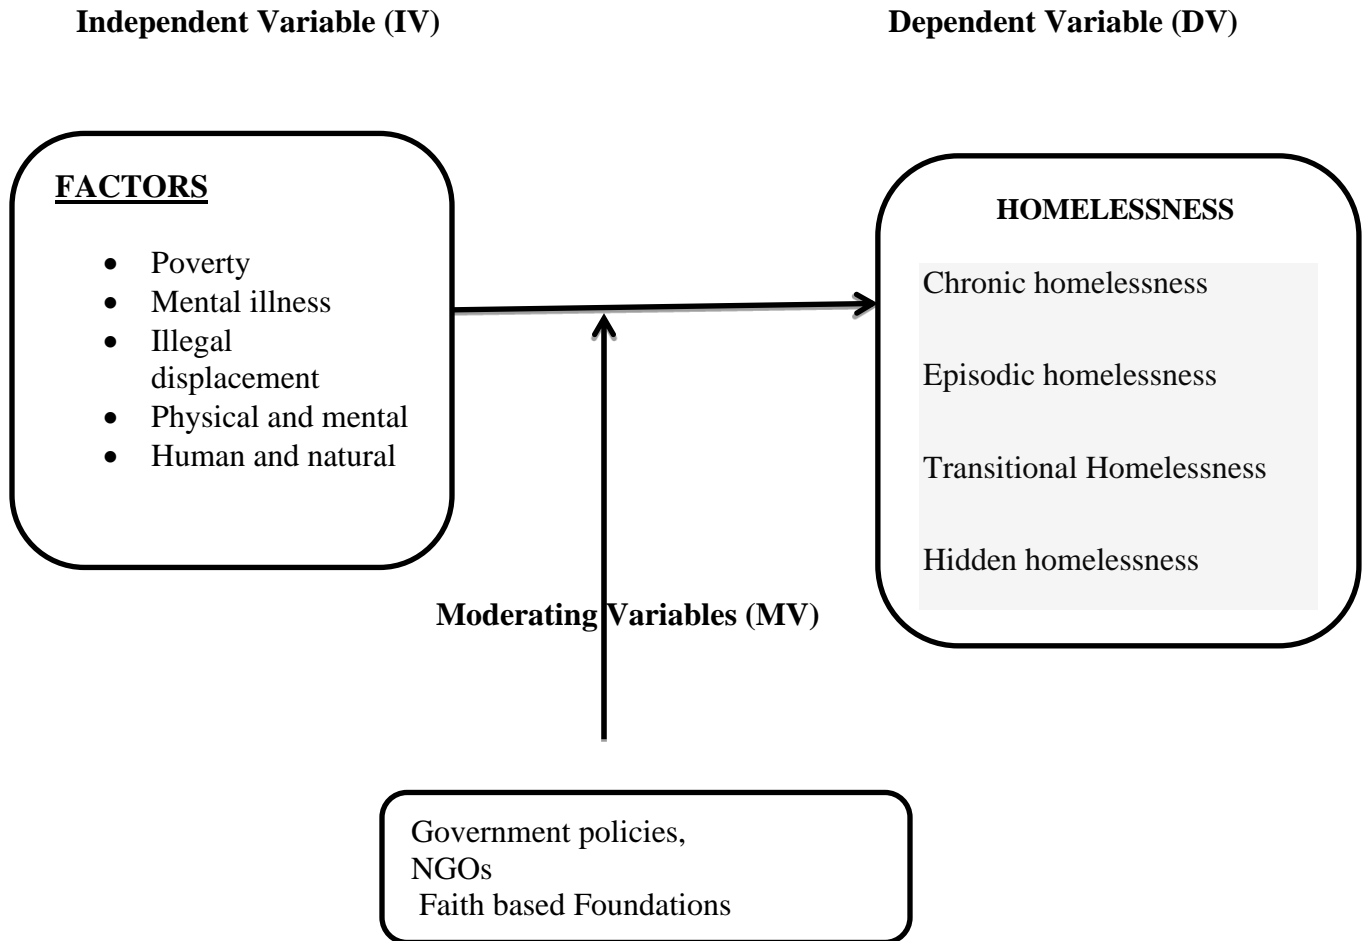 Independent Variable (IV)
Dependent Variable (DV)
FACTORS
• Poverty
• Mental illness
• Illegal
displacement
• Physical and mental
• Human and natural
HOMELESSNESS
Chronic homelessness
Episodic homelessness
Transitional Homelessness
Hidden homelessness
Moderating Variables (MV)
Government policies,
NGOs
Faith based Foundations